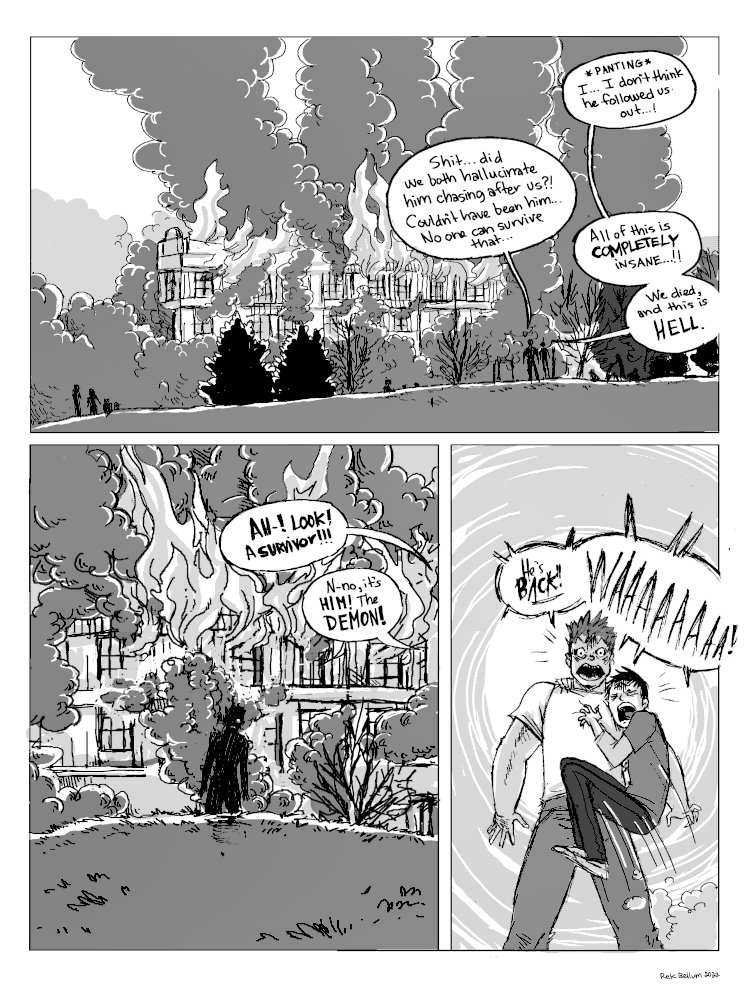 *PANTING*
I... I don't think
he followed us
out...!
Shit... did
we both hallucinate
him chasing after us?!
Couldn't have been him...
No one can survive
that...
All of this is
COMPLETELY
INSANE...!!
We died,
and this is
HELL.
AH-! LOOK!
A SURVIVOR!!!
N-no, it's
HIM! The
DEMON!
He's
BACK!
WAAAAAAAA!
Rek Bellum 2022